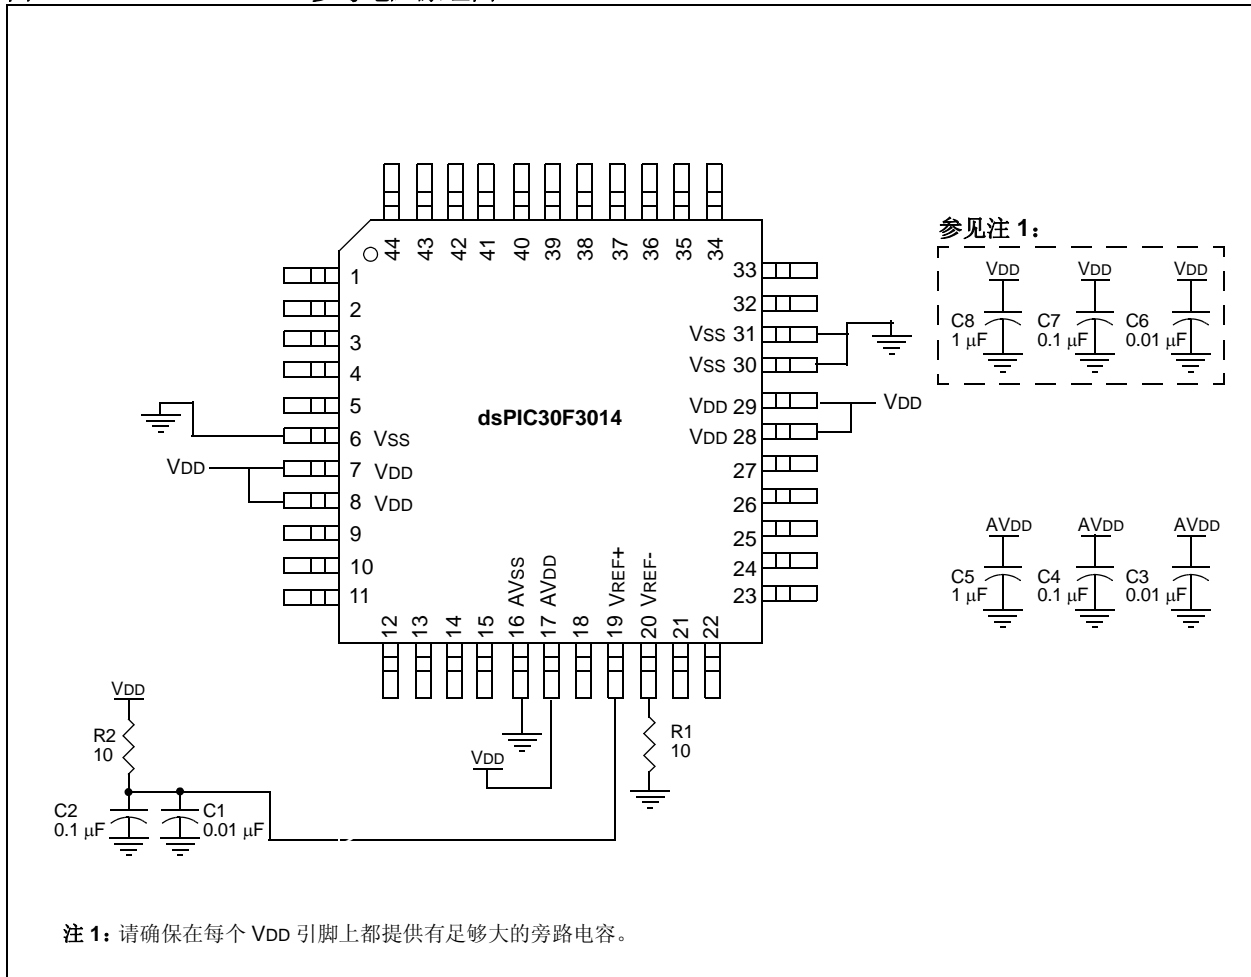 44
43
42
41
40
39
38
37
36
35
34
1
2
3
4
5
6 VSS
7 VDD
8 VDD
9
10
11
33
32
VSS 31
VSS 30
VDD 29
VDD 28
27
26
25
24
23
dsPIC30F3014
VDD
VDD
12
13
14
15
16 AVSS
17 AVDD
18
19 VREF+
20 VREF-
21
22
参见注 1：
VDD
VDD
VDD
C8
1 μF
C7
0.1 μF
C6
0.01 μF
AVDD
AVDD
AVDD
C5
1 μF
C4
0.1 μF
C3
0.01 μF
VDD
R2
10
C2
0.1 μF
C1
0.01 μF
VDD
R1
10
注 1：请确保在每个 VDD 引脚上都提供有足够大的旁路电容。